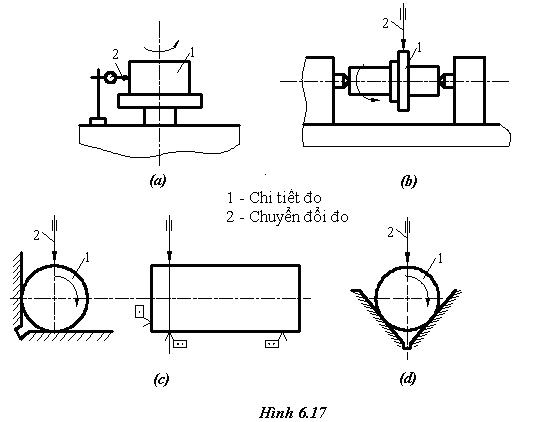 2
1
2
1
(a)
(b)
1 - Chi tiết đo
2 - Chuyển đổi đo
2
1
2
2
1
(c)
(d)
Hình 6.17